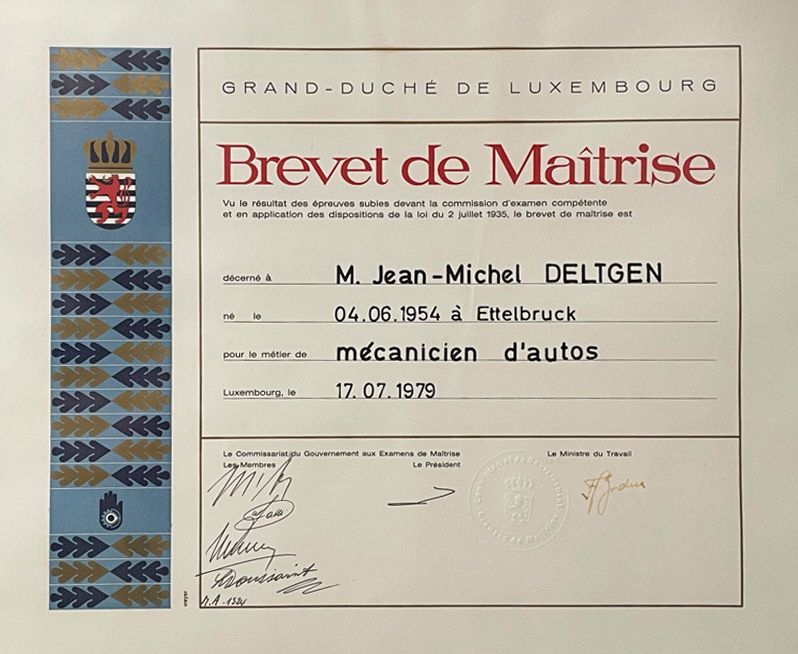 GRAND-DUCHÉ DE LUXEMBOURG
Brevet de Maîtrise
Vu le résultat des épreuves subies devant la commission d'examen compétente
et en application des dispositions de la loi du 2 juillet 1935, le brevet de maîtrise est
décerné à M. Jean-Michel DELTGEN
né le 04.06.1954 à Ettelbruck
pour le métier de mécanicien d'autos
Luxembourg, le 17.07.1979
Le Commissariat du Gouvernement aux Examens de Maîtrise Le Ministre du Travail
Les Membres Le Président
Toussaint
weyer